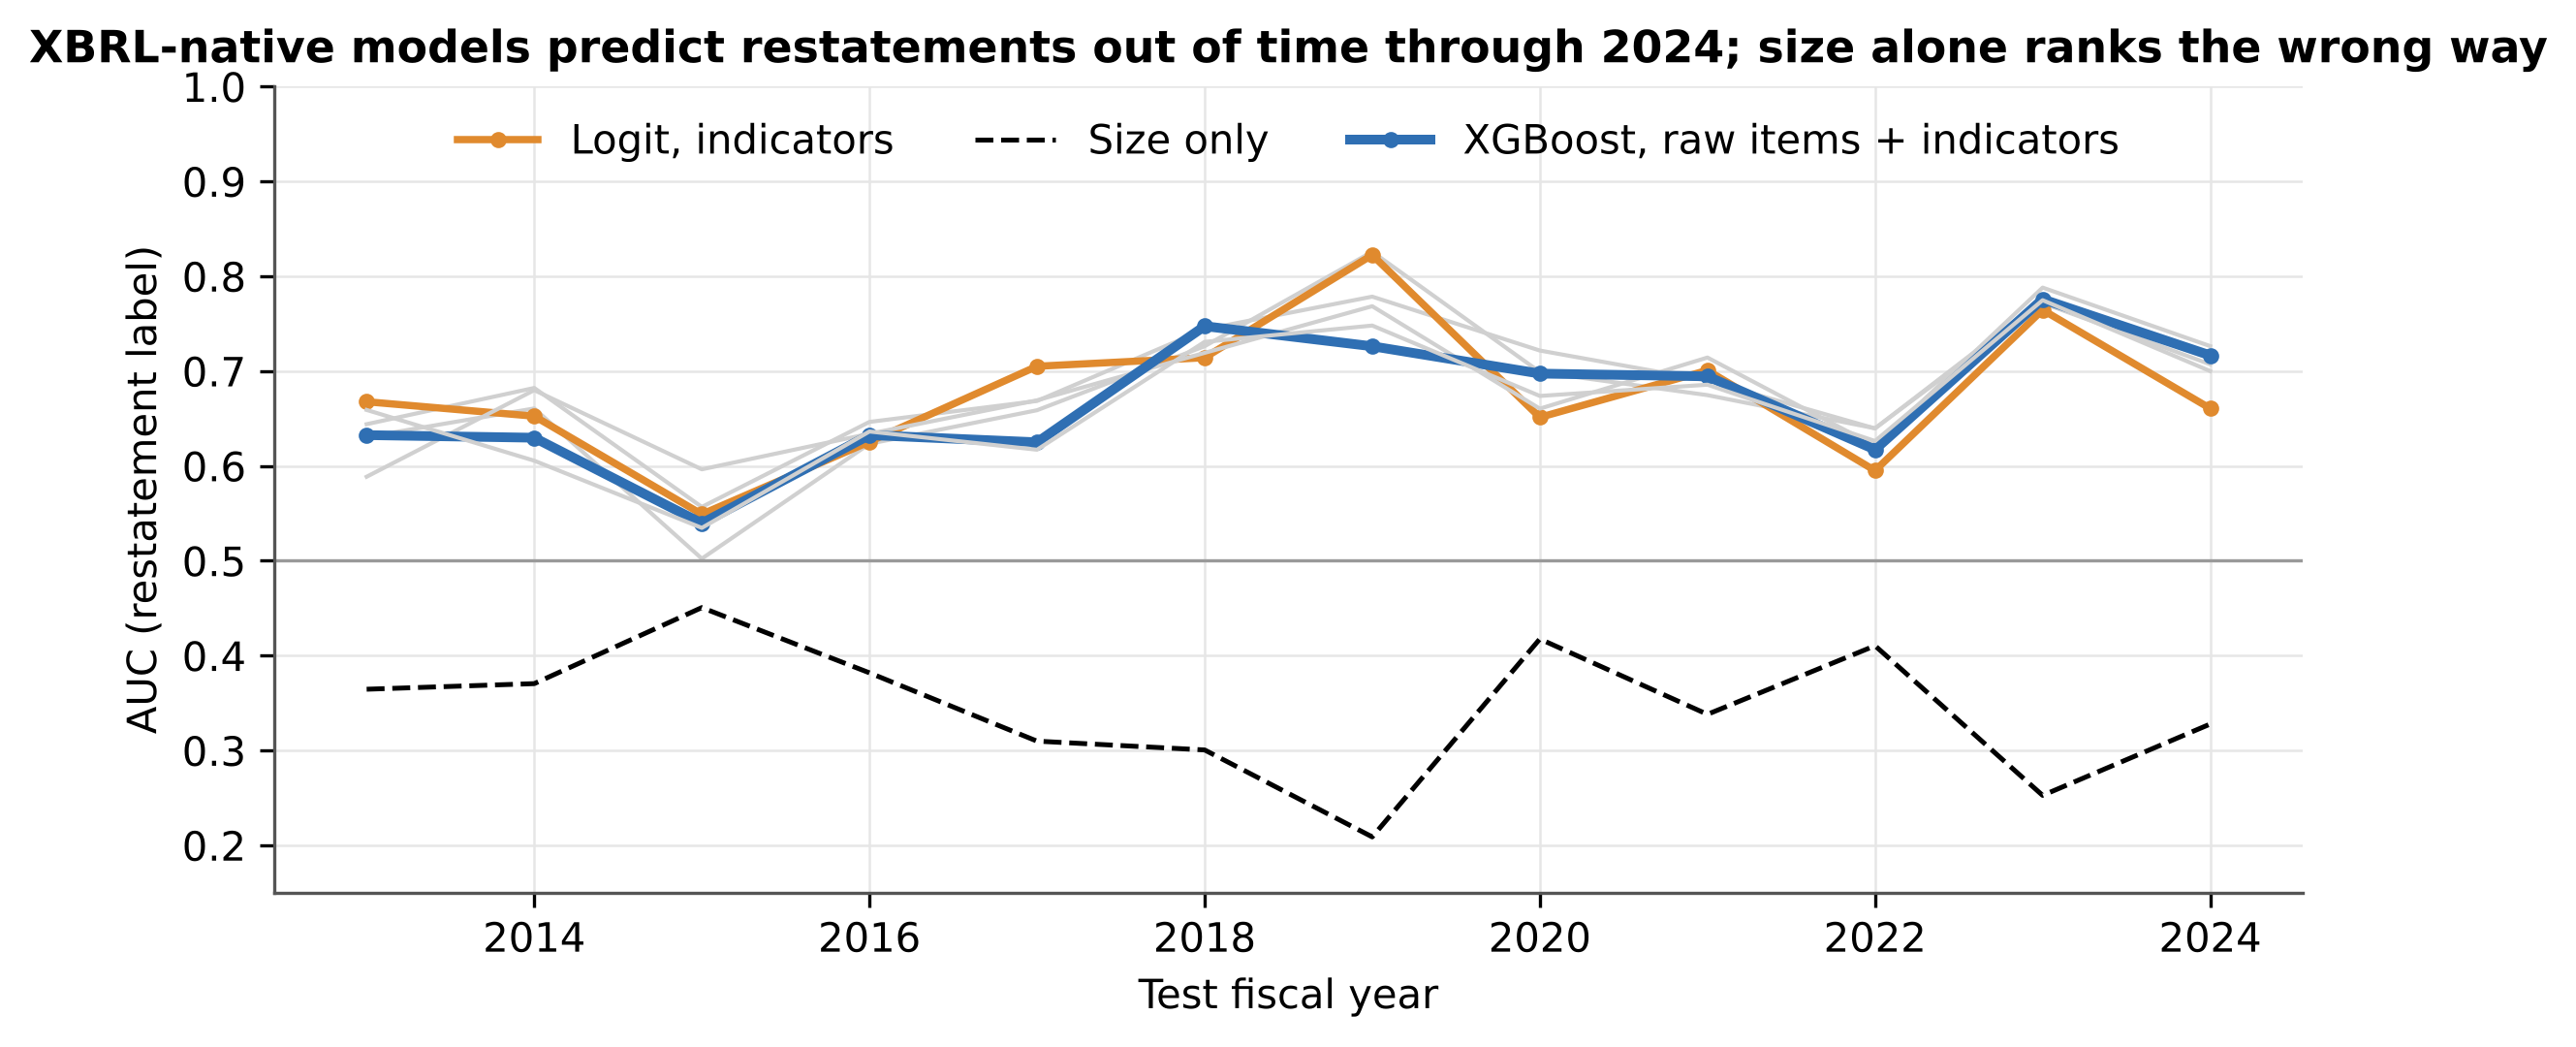 XBRL-native models predict restatements out of time through 2024; size alone ranks the wrong way
Logit, indicators
Size only
XGBoost, raw items + indicators
AUC (restatement label)
1.0
0.9
0.8
0.7
0.6
0.5
0.4
0.3
0.2
2014 2016 2018 2020 2022 2024
Test fiscal year